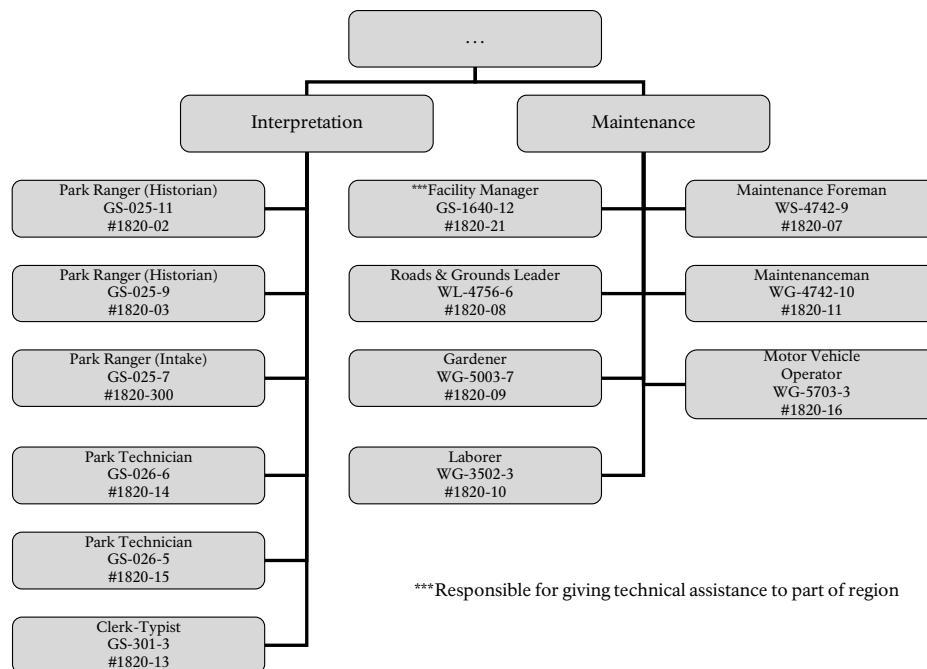 ...
Interpretation
Maintenance
Park Ranger (Historian)
GS-025-11
#1820-02
Park Ranger (Historian)
GS-025-9
#1820-03
Park Ranger (Intake)
GS-025-7
#1820-300
Park Technician
GS-026-6
#1820-14
Park Technician
GS-026-5
#1820-15
Clerk-Typist
GS-301-3
#1820-13
***Facility Manager
GS-1640-12
#1820-21
Roads & Grounds Leader
WL-4756-6
#1820-08
Gardener
WG-5003-7
#1820-09
Laborer
WG-3502-3
#1820-10
Maintenance Foreman
WS-4742-9
#1820-07
Maintenanceman
WG-4742-10
#1820-11
Motor Vehicle
Operator
WG-5703-3
#1820-16
***Responsible for giving technical assistance to part of region